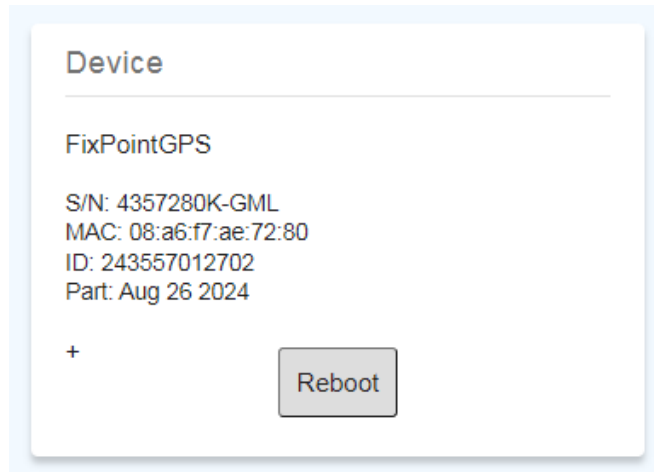 Device
FixPointGPS
S/N: 4357280K-GML
MAC: 08:a6:f7:ae:72:80
ID: 243557012702
Part: Aug 26 2024
+
Reboot